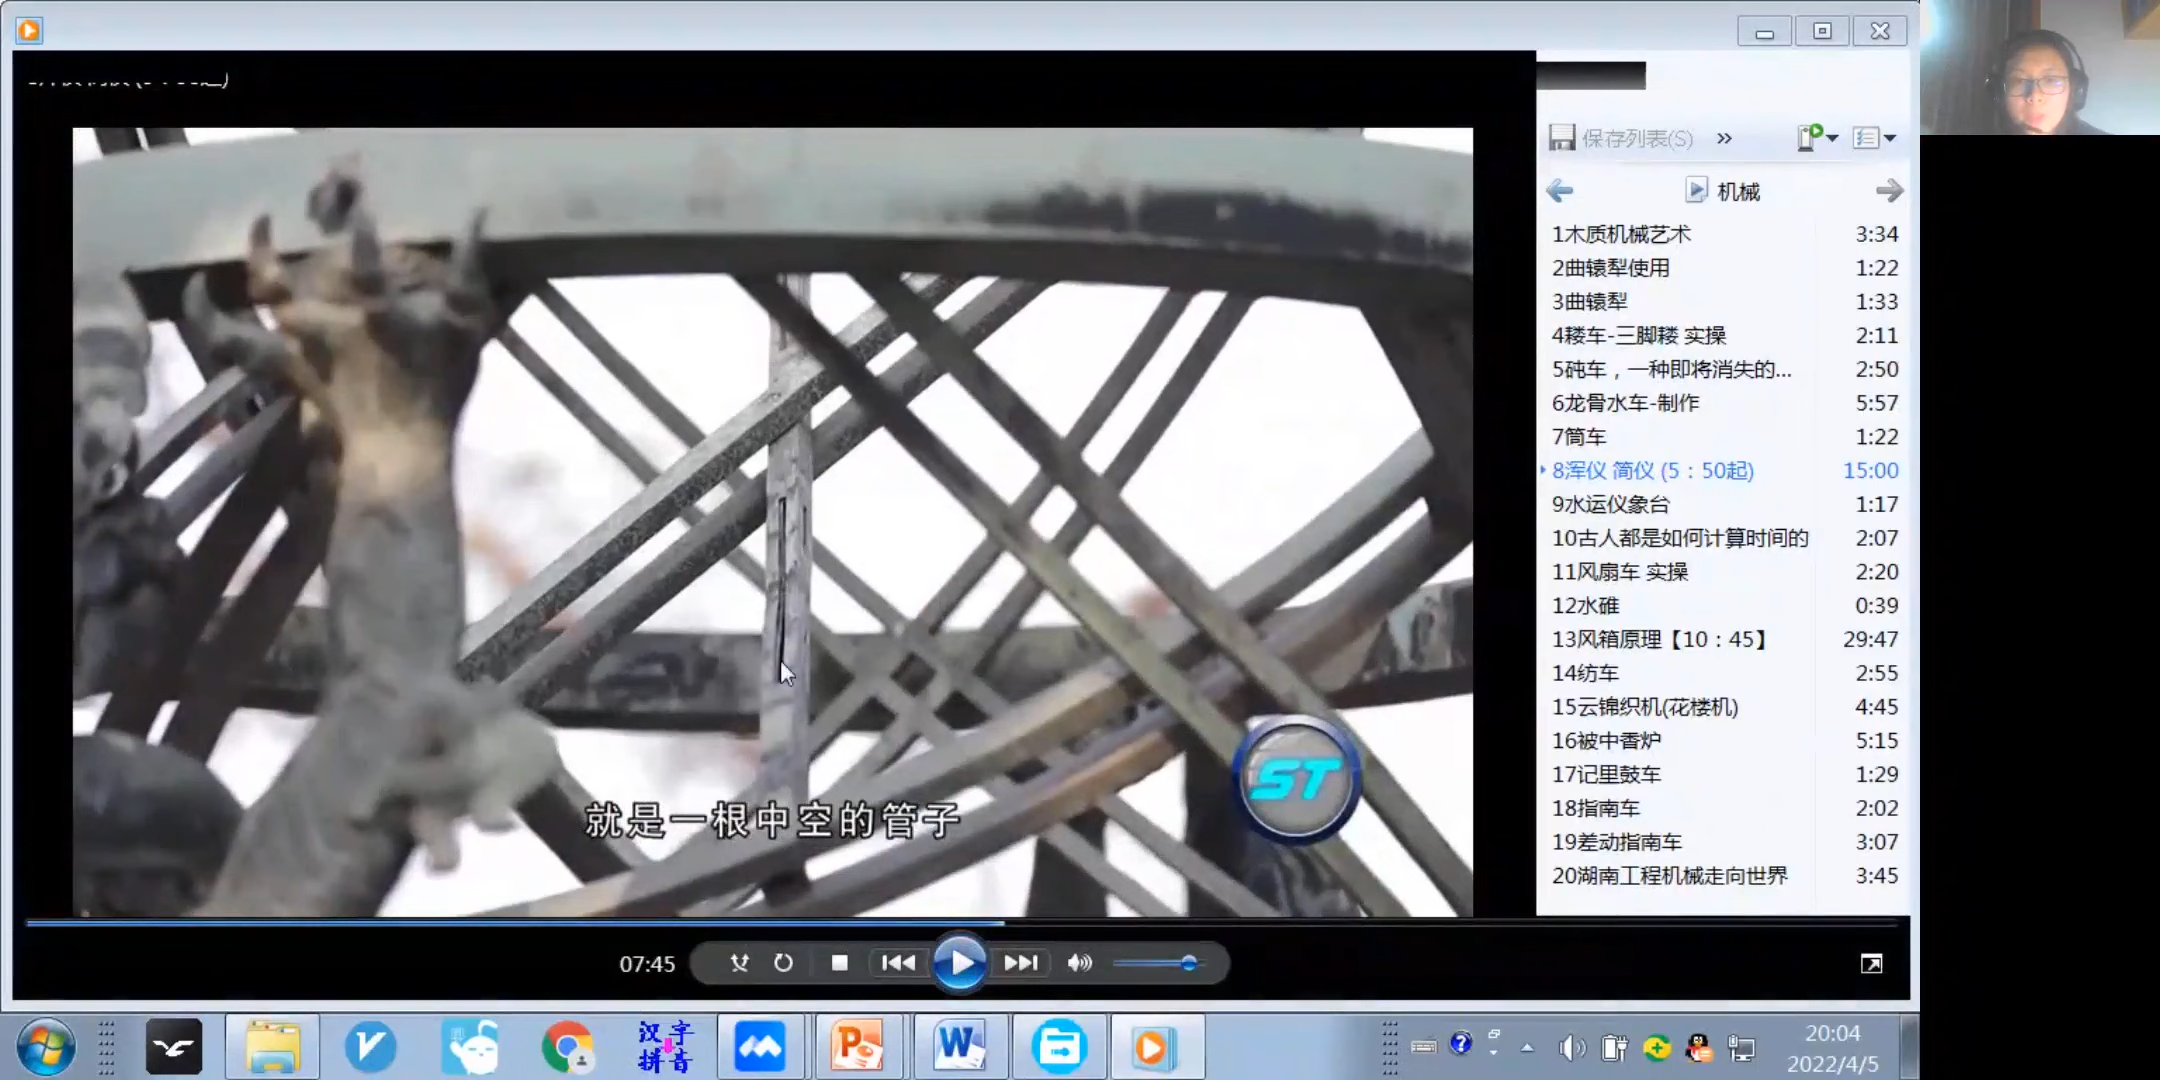 保存列表(S)
机械
1木质机械艺术 3:34
2曲辕犁使用 1:22
3曲辕犁 1:33
4耧车-三脚耧 实操 2:11
5砘车，一种即将消失的... 2:50
6龙骨水车-制作 5:57
7筒车 1:22
8浑仪 简仪 (5：50起) 15:00
9水运仪象台 1:17
10古人都是如何计算时间的 2:07
11风扇车 实操 2:20
12水碓 0:39
13风箱原理【10：45】 29:47
14纺车 2:55
15云锦织机(花楼机) 4:45
16被中香炉 5:15
17记里鼓车 1:29
18指南车 2:02
19差动指南车 3:07
20湖南工程机械走向世界 3:45
ST
就是一根中空的管子
07:45
汉字
拼音
20:04
2022/4/5